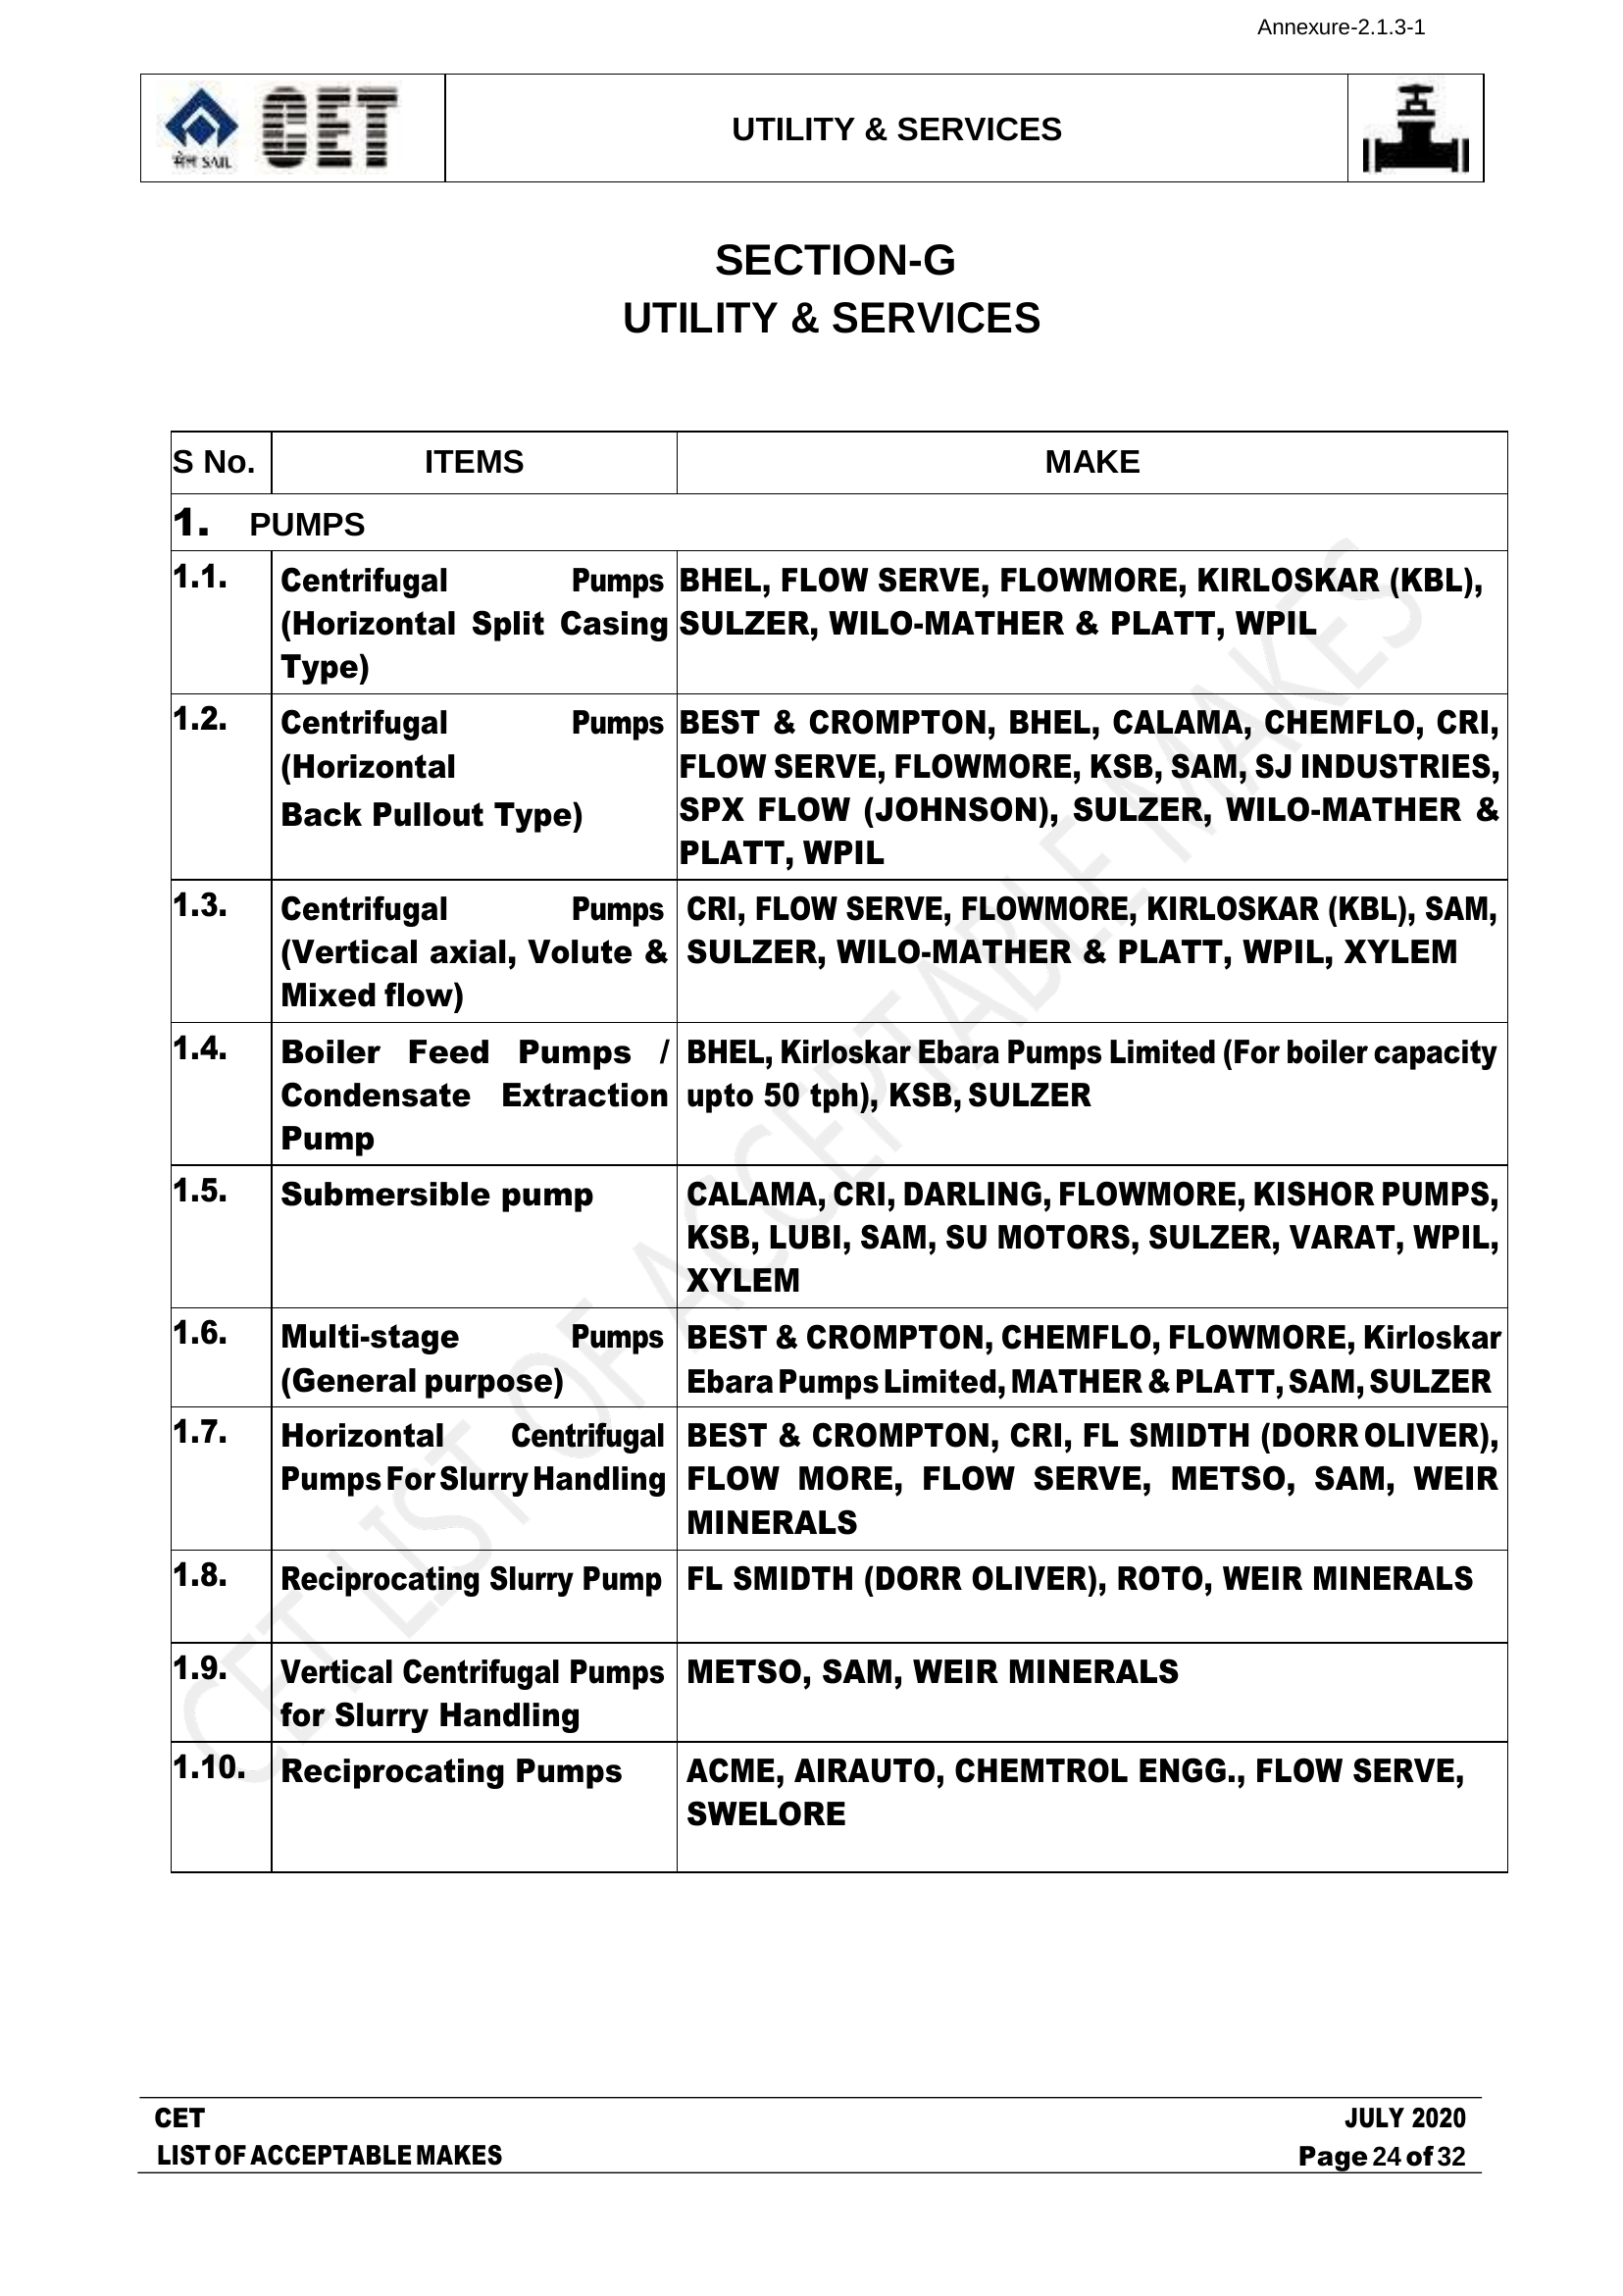 Annexure-2.1.3-1
सेल SAIL
CET
UTILITY & SERVICES
SECTION-G
UTILITY & SERVICES
S No. ITEMS MAKE
1. PUMPS
1.1. Centrifugal Pumps BHEL, FLOW SERVE, FLOWMORE, KIRLOSKAR (KBL),
(Horizontal Split Casing SULZER, WILO-MATHER & PLATT, WPIL
Type)
1.2. Centrifugal Pumps BEST & CROMPTON, BHEL, CALAMA, CHEMFLO, CRI,
(Horizontal FLOW SERVE, FLOWMORE, KSB, SAM, SJ INDUSTRIES,
Back Pullout Type) SPX FLOW (JOHNSON), SULZER, WILO-MATHER &
PLATT, WPIL
1.3. Centrifugal Pumps CRI, FLOW SERVE, FLOWMORE, KIRLOSKAR (KBL), SAM,
(Vertical axial, Volute & SULZER, WILO-MATHER & PLATT, WPIL, XYLEM
Mixed flow)
1.4. Boiler Feed Pumps / BHEL, Kirloskar Ebara Pumps Limited (For boiler capacity
Condensate Extraction upto 50 tph), KSB, SULZER
Pump
1.5. Submersible pump CALAMA, CRI, DARLING, FLOWMORE, KISHOR PUMPS,
KSB, LUBI, SAM, SU MOTORS, SULZER, VARAT, WPIL,
XYLEM
1.6. Multi-stage Pumps BEST & CROMPTON, CHEMFLO, FLOWMORE, Kirloskar
(General purpose) Ebara Pumps Limited, MATHER & PLATT, SAM, SULZER
1.7. Horizontal Centrifugal BEST & CROMPTON, CRI, FL SMIDTH (DORR OLIVER),
Pumps For Slurry Handling FLOW MORE, FLOW SERVE, METSO, SAM, WEIR
MINERALS
1.8. Reciprocating Slurry Pump FL SMIDTH (DORR OLIVER), ROTO, WEIR MINERALS
1.9. Vertical Centrifugal Pumps METSO, SAM, WEIR MINERALS
for Slurry Handling
1.10. Reciprocating Pumps ACME, AIRAUTO, CHEMTROL ENGG., FLOW SERVE,
SWELORE
CET LIST OF ACCEPTABLE MAKES
CET JULY 2020
LIST OF ACCEPTABLE MAKES Page 24 of 32